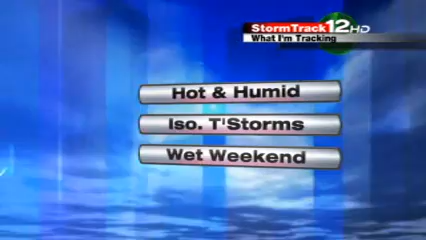 StormTrack 12 HD
What I'm Tracking
Hot & Humid
Iso. T'Storms
Wet Weekend